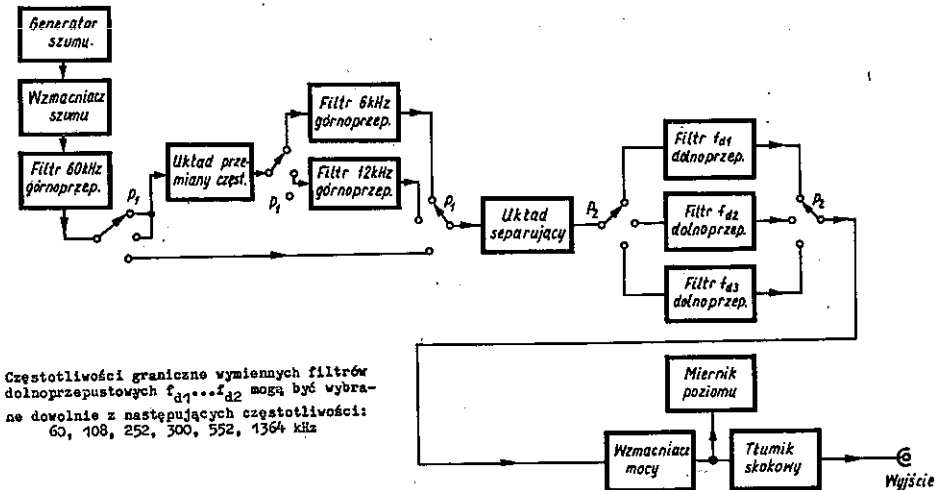 Generator
szumu
Wzmacniacz
szumu
Filtr 60kHz
górnoprzep.
P1
Układ prze-
miany częst.
P1
Filtr 6kHz
górnoprzep.
Filtr 12kHz
górnoprzep.
P1
Układ
separujący
P2
Filtr fd1
dolnoprzep.
Filtr fd2
dolnoprzep.
Filtr fd3
dolnoprzep.
P2
Częstotliwości graniczne wymiennych filtrów
dolnoprzepustowych fd1...fd2 mogą być wybra-
ne dowolnie z następujących częstotliwości:
60, 108, 252, 300, 552, 1364 kHz
Miernik
poziomu
Wzmacniacz
mocy
Tłumik
skokowy
Wyjście